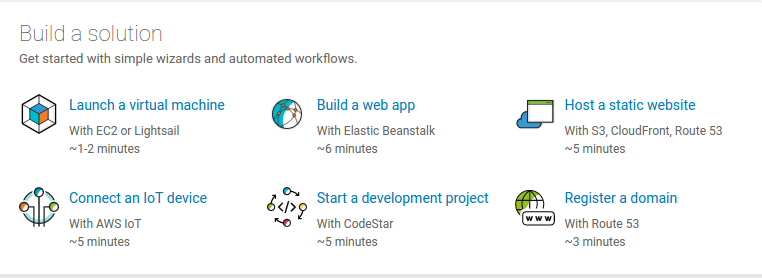 Build a solution
Get started with simple wizards and automated workflows.
Launch a virtual machine
With EC2 or Lightsail
~1-2 minutes
Build a web app
With Elastic Beanstalk
~6 minutes
Host a static website
With S3, CloudFront, Route 53
~5 minutes
Connect an IoT device
With AWS IoT
~5 minutes
</>
Start a development project
With CodeStar
~5 minutes
www
Register a domain
With Route 53
~3 minutes